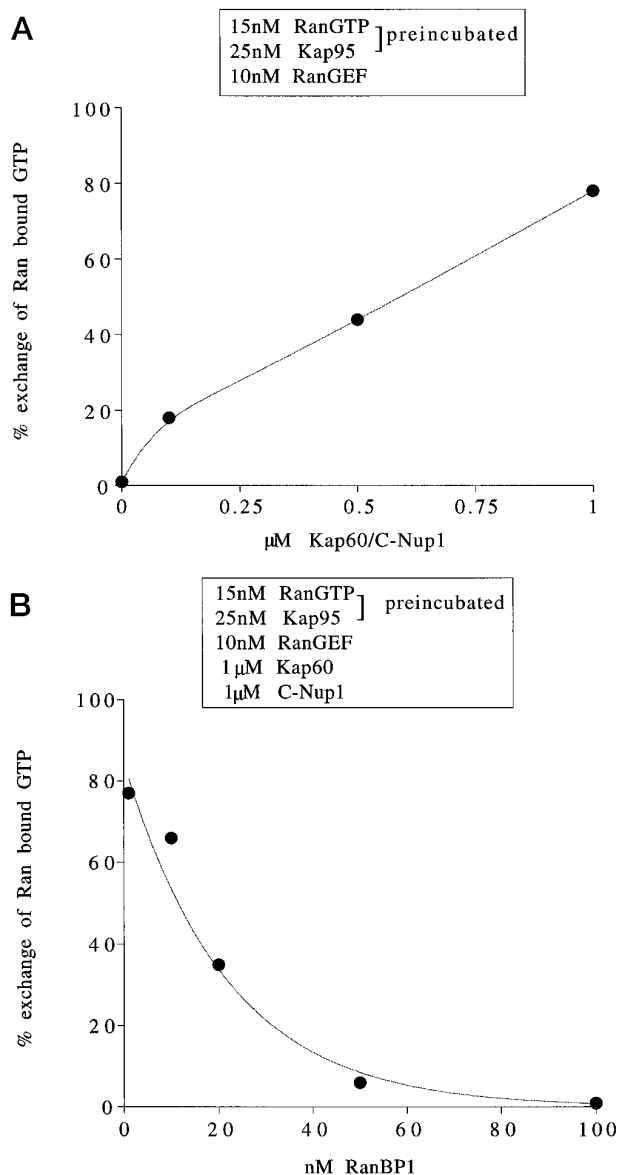 A
15nM RanGTP
25nM Kap95
]preincubated
10nM RanGEF
% exchange of Ran bound GTP
100
80
60
40
20
0
0 0.25 0.5 0.75 1
µM Kap60/C-Nup1
B
15nM RanGTP
25nM Kap95
] preincubated
10nM RanGEF
1µM Kap60
1µM C-Nup1
% exchange of Ran bound GTP
100
80
60
40
20
0
0 20 40 60 80 100
nM RanBP1